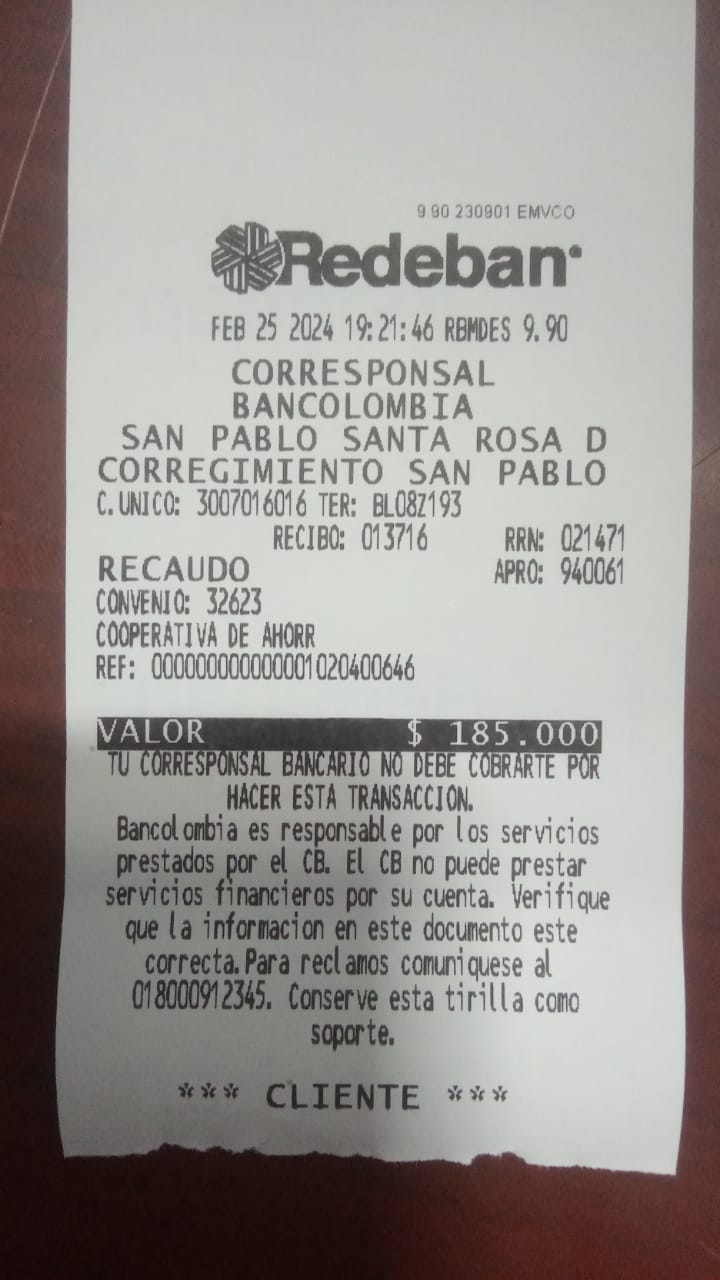 9.90 230901 EMVCO
Redeban
FEB 25 2024 19:21:46 RBMDES 9.90
CORRESPONSAL
BANCOLOMBIA
SAN PABLO SANTA ROSA D
CORREGIMIENTO SAN PABLO
C.UNICO: 3007016016 TER: BL08Z193
RECIBO: 013716 RRN: 021471
RECAUDO APRO: 940061
CONVENIO: 32623
COOPERATIVA DE AHORR
REF: 00000000000001020400646
VALOR $ 185.000
TU CORRESPONSAL BANCARIO NO DEBE COBRARTE POR
HACER ESTA TRANSACCION.
Bancolombia es responsable por los servicios
prestados por el CB. El CB no puede prestar
servicios financieros por su cuenta. Verifique
que la informacion en este documento este
correcta.Para reclamos comuniquese al
018000912345. Conserve esta tirilla como
soporte.
*** CLIENTE ***